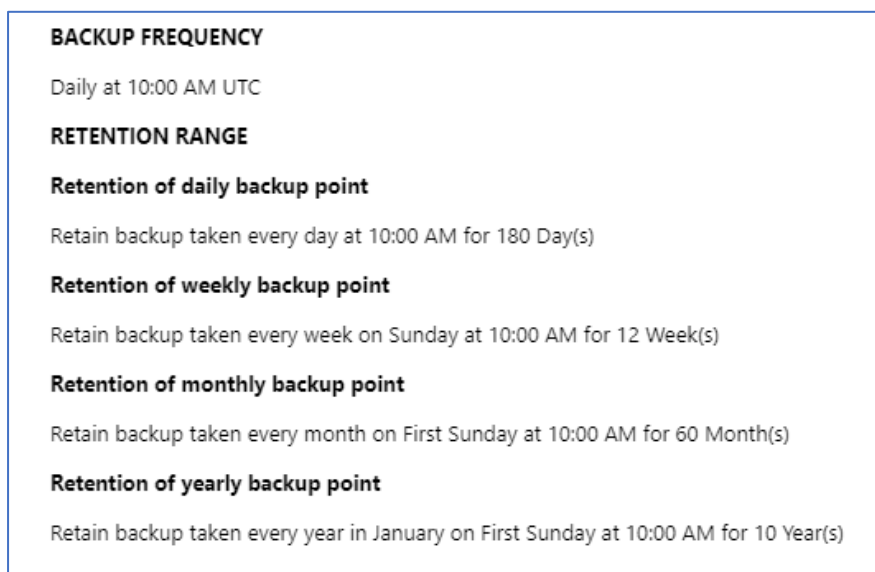 BACKUP FREQUENCY
Daily at 10:00 AM UTC
RETENTION RANGE
Retention of daily backup point
Retain backup taken every day at 10:00 AM for 180 Day(s)
Retention of weekly backup point
Retain backup taken every week on Sunday at 10:00 AM for 12 Week(s)
Retention of monthly backup point
Retain backup taken every month on First Sunday at 10:00 AM for 60 Month(s)
Retention of yearly backup point
Retain backup taken every year in January on First Sunday at 10:00 AM for 10 Year(s)